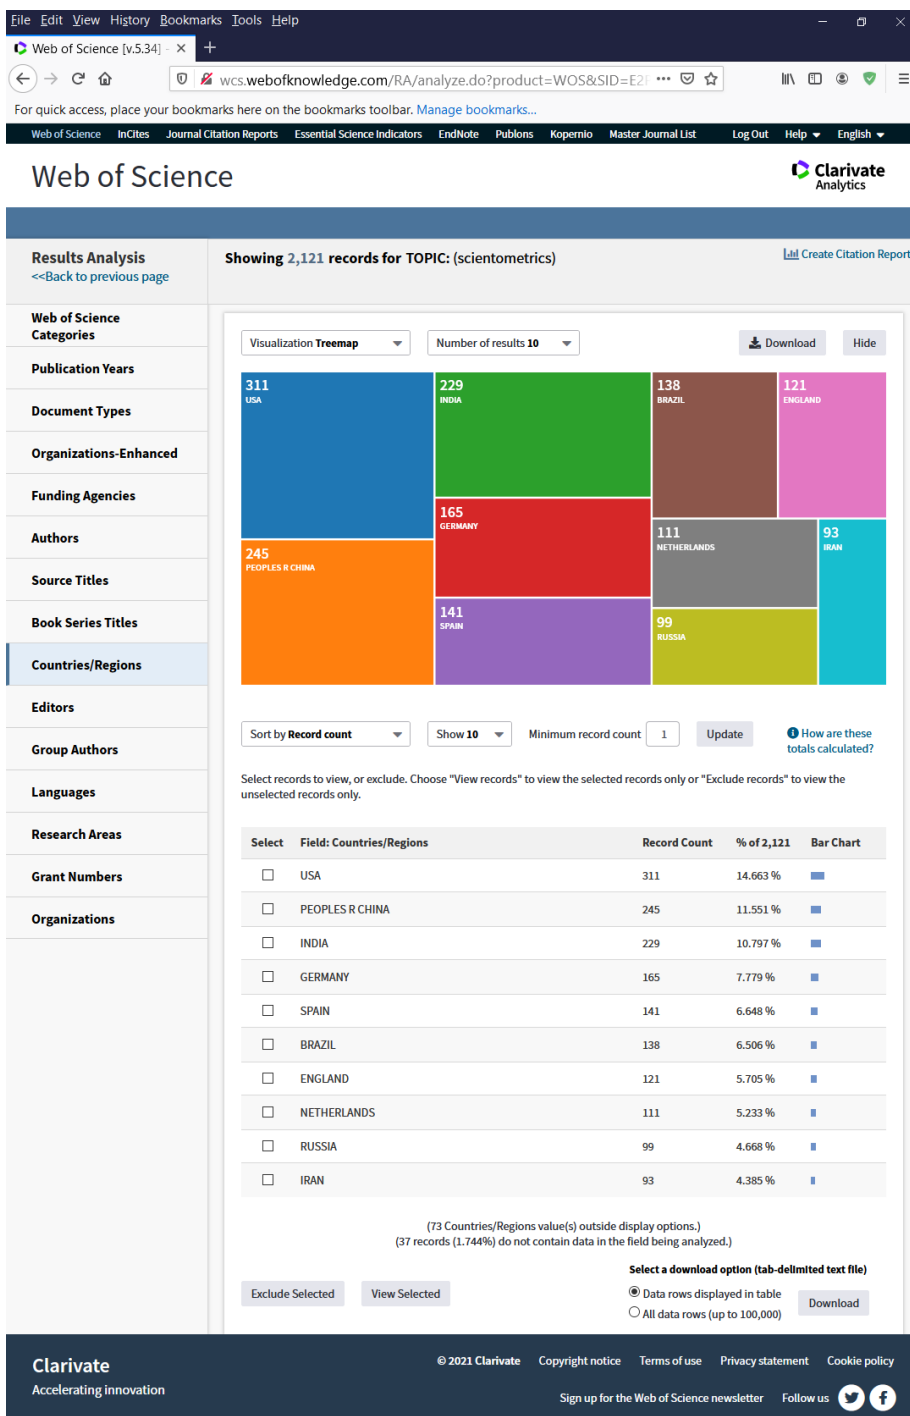 File Edit View History Bookmarks Tools Help
Web of Science [v.5.34] - ×
wcs.webofknowledge.com/RA/analyze.do?product=WOS&SID=E2
For quick access, place your bookmarks here on the bookmarks toolbar. Manage bookmarks...
Web of Science InCites Journal Citation Reports Essential Science Indicators EndNote Publons Kopernio Master Journal List Log Out Help English
Web of Science
Clarivate
Analytics
Results Analysis
<<Back to previous page
Showing 2,121 records for TOPIC: (scientometrics)
Create Citation Report
Web of Science
Categories
Publication Years
Document Types
Organizations-Enhanced
Funding Agencies
Authors
Source Titles
Book Series Titles
Countries/Regions
Editors
Group Authors
Languages
Research Areas
Grant Numbers
Organizations
Visualization Treemap Number of results 10 Download Hide
311
USA
229
INDIA
138
BRAZIL
121
ENGLAND
245
PEOPLES R CHINA
165
GERMANY
111
NETHERLANDS
93
IRAN
141
SPAIN
99
RUSSIA
Sort by Record count Show 10 Minimum record count 1 Update
How are these
totals calculated?
Select records to view, or exclude. Choose "View records" to view the selected records only or "Exclude records" to view the
unselected records only.
Select Field: Countries/Regions Record Count % of 2,121 Bar Chart
USA 311 14.663 %
PEOPLES R CHINA 245 11.551 %
INDIA 229 10.797 %
GERMANY 165 7.779 %
SPAIN 141 6.648 %
BRAZIL 138 6.506 %
ENGLAND 121 5.705 %
NETHERLANDS 111 5.233 %
RUSSIA 99 4.668 %
IRAN 93 4.385 %
(73 Countries/Regions value(s) outside display options.)
(37 records (1.744%) do not contain data in the field being analyzed.)
Select a download option (tab-delimited text file)
Exclude Selected View Selected
Data rows displayed in table
All data rows (up to 100,000)
Download
Clarivate
Accelerating innovation
© 2021 Clarivate Copyright notice Terms of use Privacy statement Cookie policy
Sign up for the Web of Science newsletter Follow us